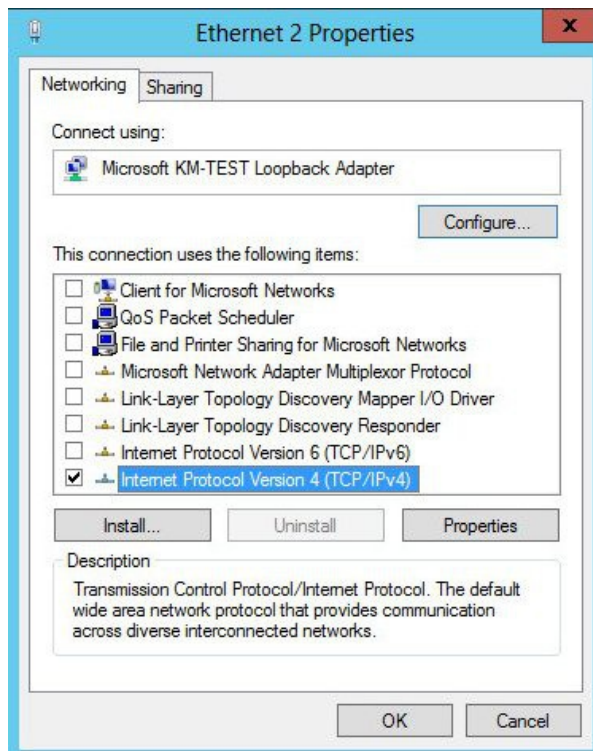 Ethernet 2 Properties
x
Networking
Sharing
Connect using:
Microsoft KM-TEST Loopback Adapter
Configure...
This connection uses the following items:
Client for Microsoft Networks
QoS Packet Scheduler
File and Printer Sharing for Microsoft Networks
Microsoft Network Adapter Multiplexor Protocol
Link-Layer Topology Discovery Mapper I/O Driver
Link-Layer Topology Discovery Responder
Internet Protocol Version 6 (TCP/IPv6)
Internet Protocol Version 4 (TCP/IPv4)
Install...
Uninstall
Properties
Description
Transmission Control Protocol/Internet Protocol. The default
wide area network protocol that provides communication
across diverse interconnected networks.
OK
Cancel